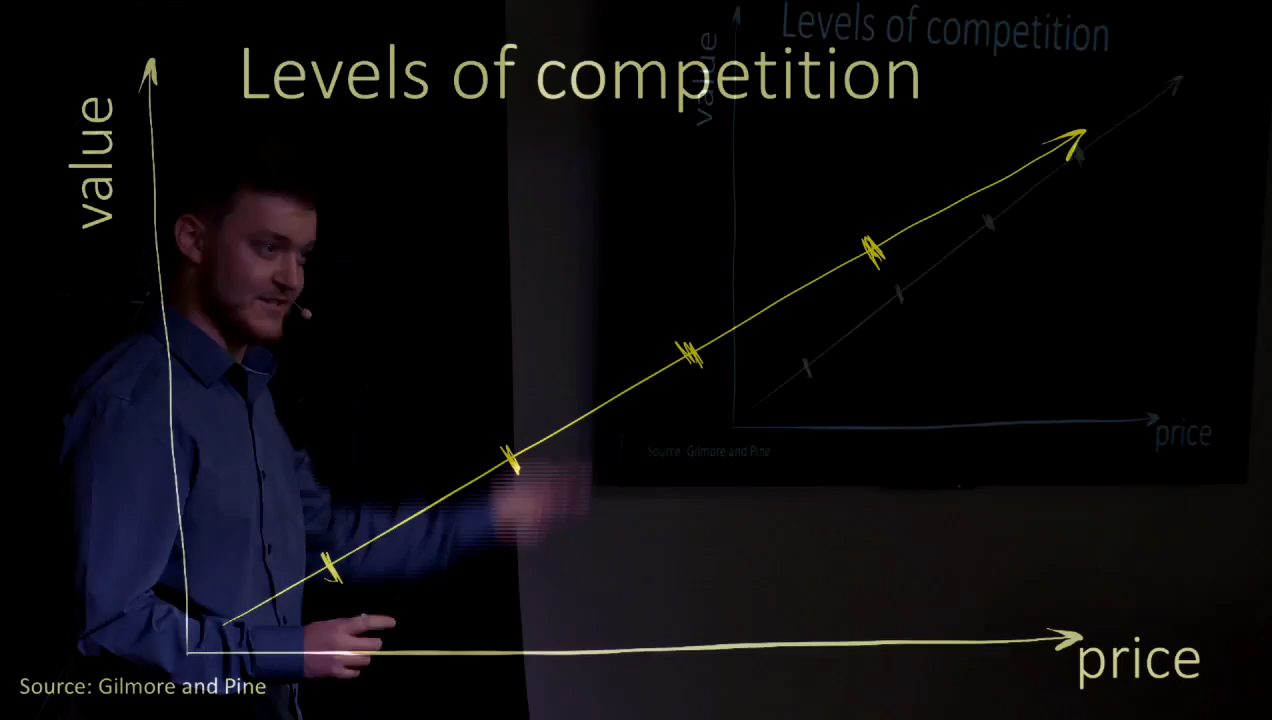 Levels of competition
value
price
Source: Gilmore and Pine
Levels of competition
value
price
Source: Gilmore and Pine